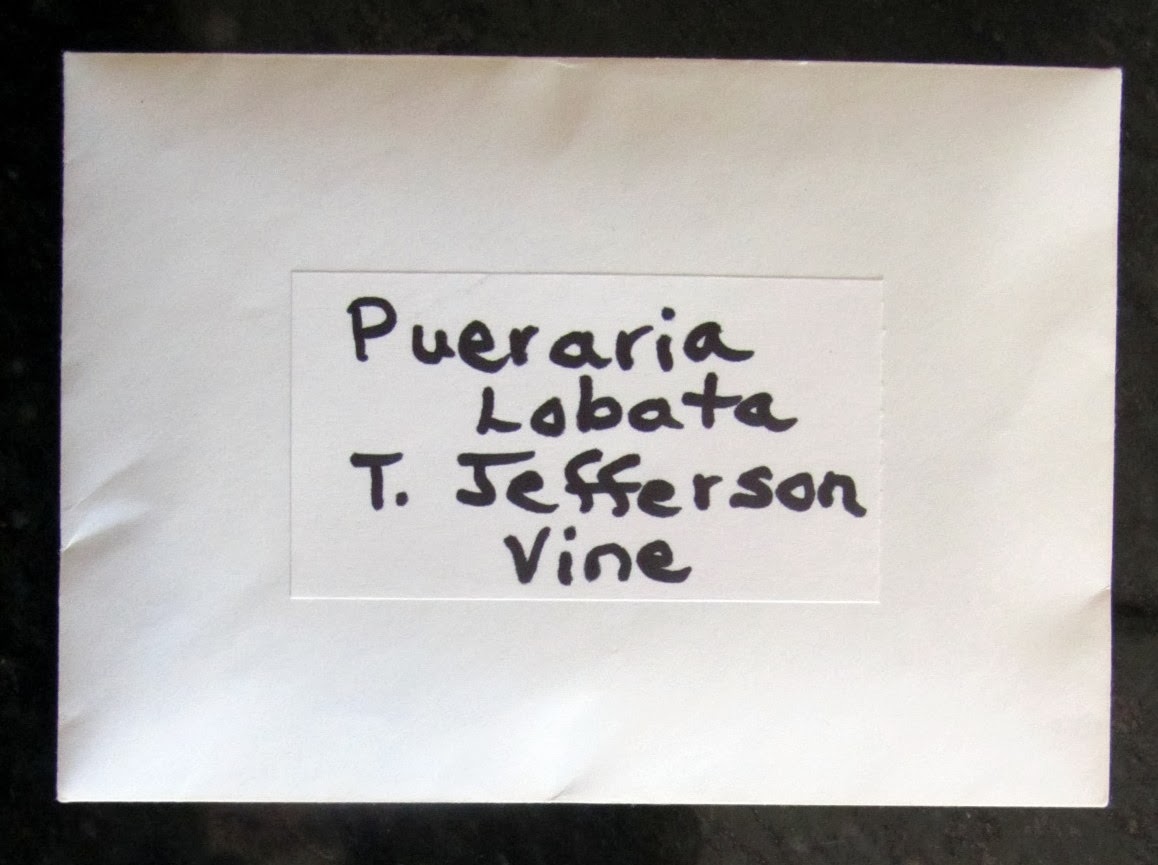 Pueraria
Lobata
T. Jefferson
Vine